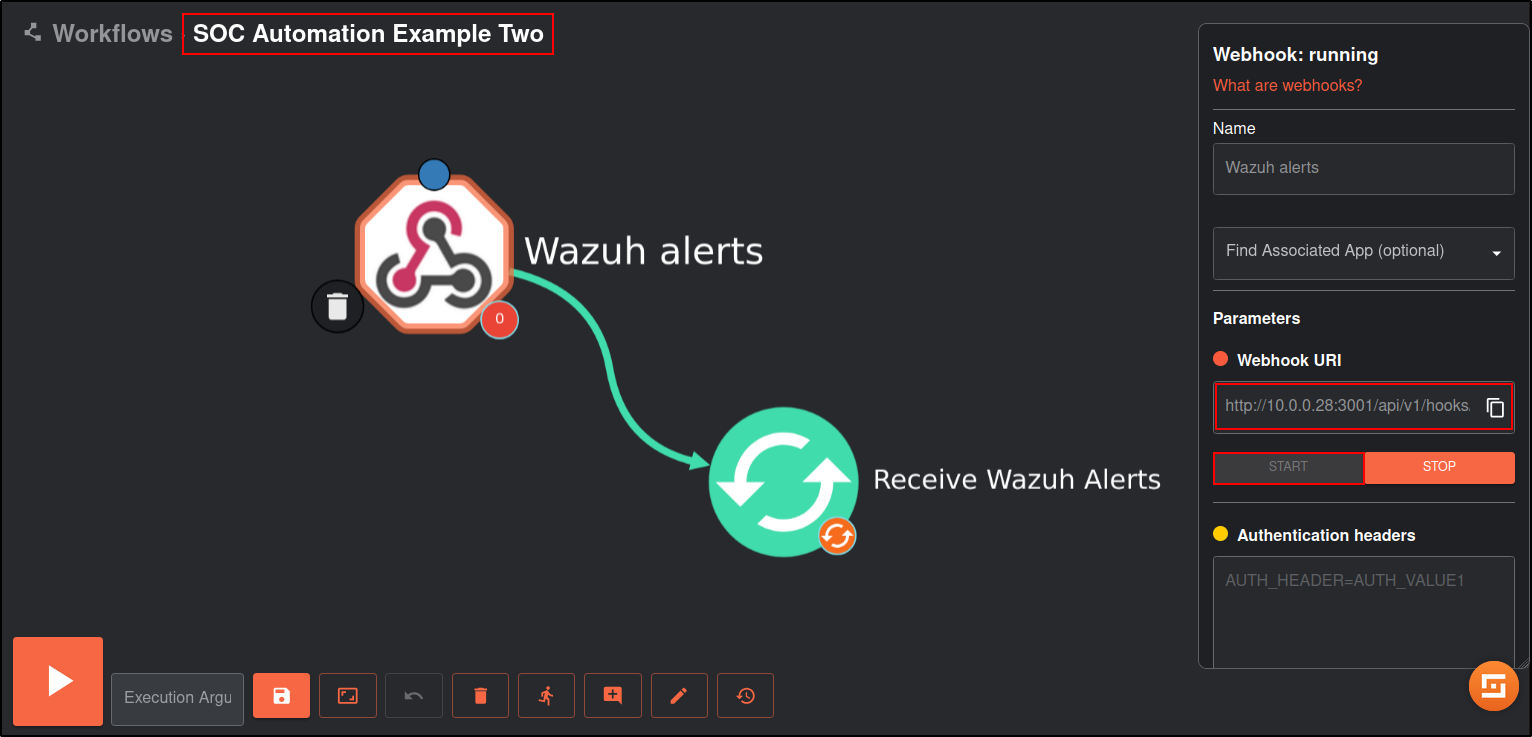 Workflows
SOC Automation Example Two
Wazuh alerts
0
Receive Wazuh Alerts
Execution Argu
Webhook: running
What are webhooks?
Name
Wazuh alerts
Find Associated App (optional)
Parameters
Webhook URI
http://10.0.0.28:3001/api/v1/hooks
START
STOP
Authentication headers
AUTH_HEADER=AUTH_VALUE1